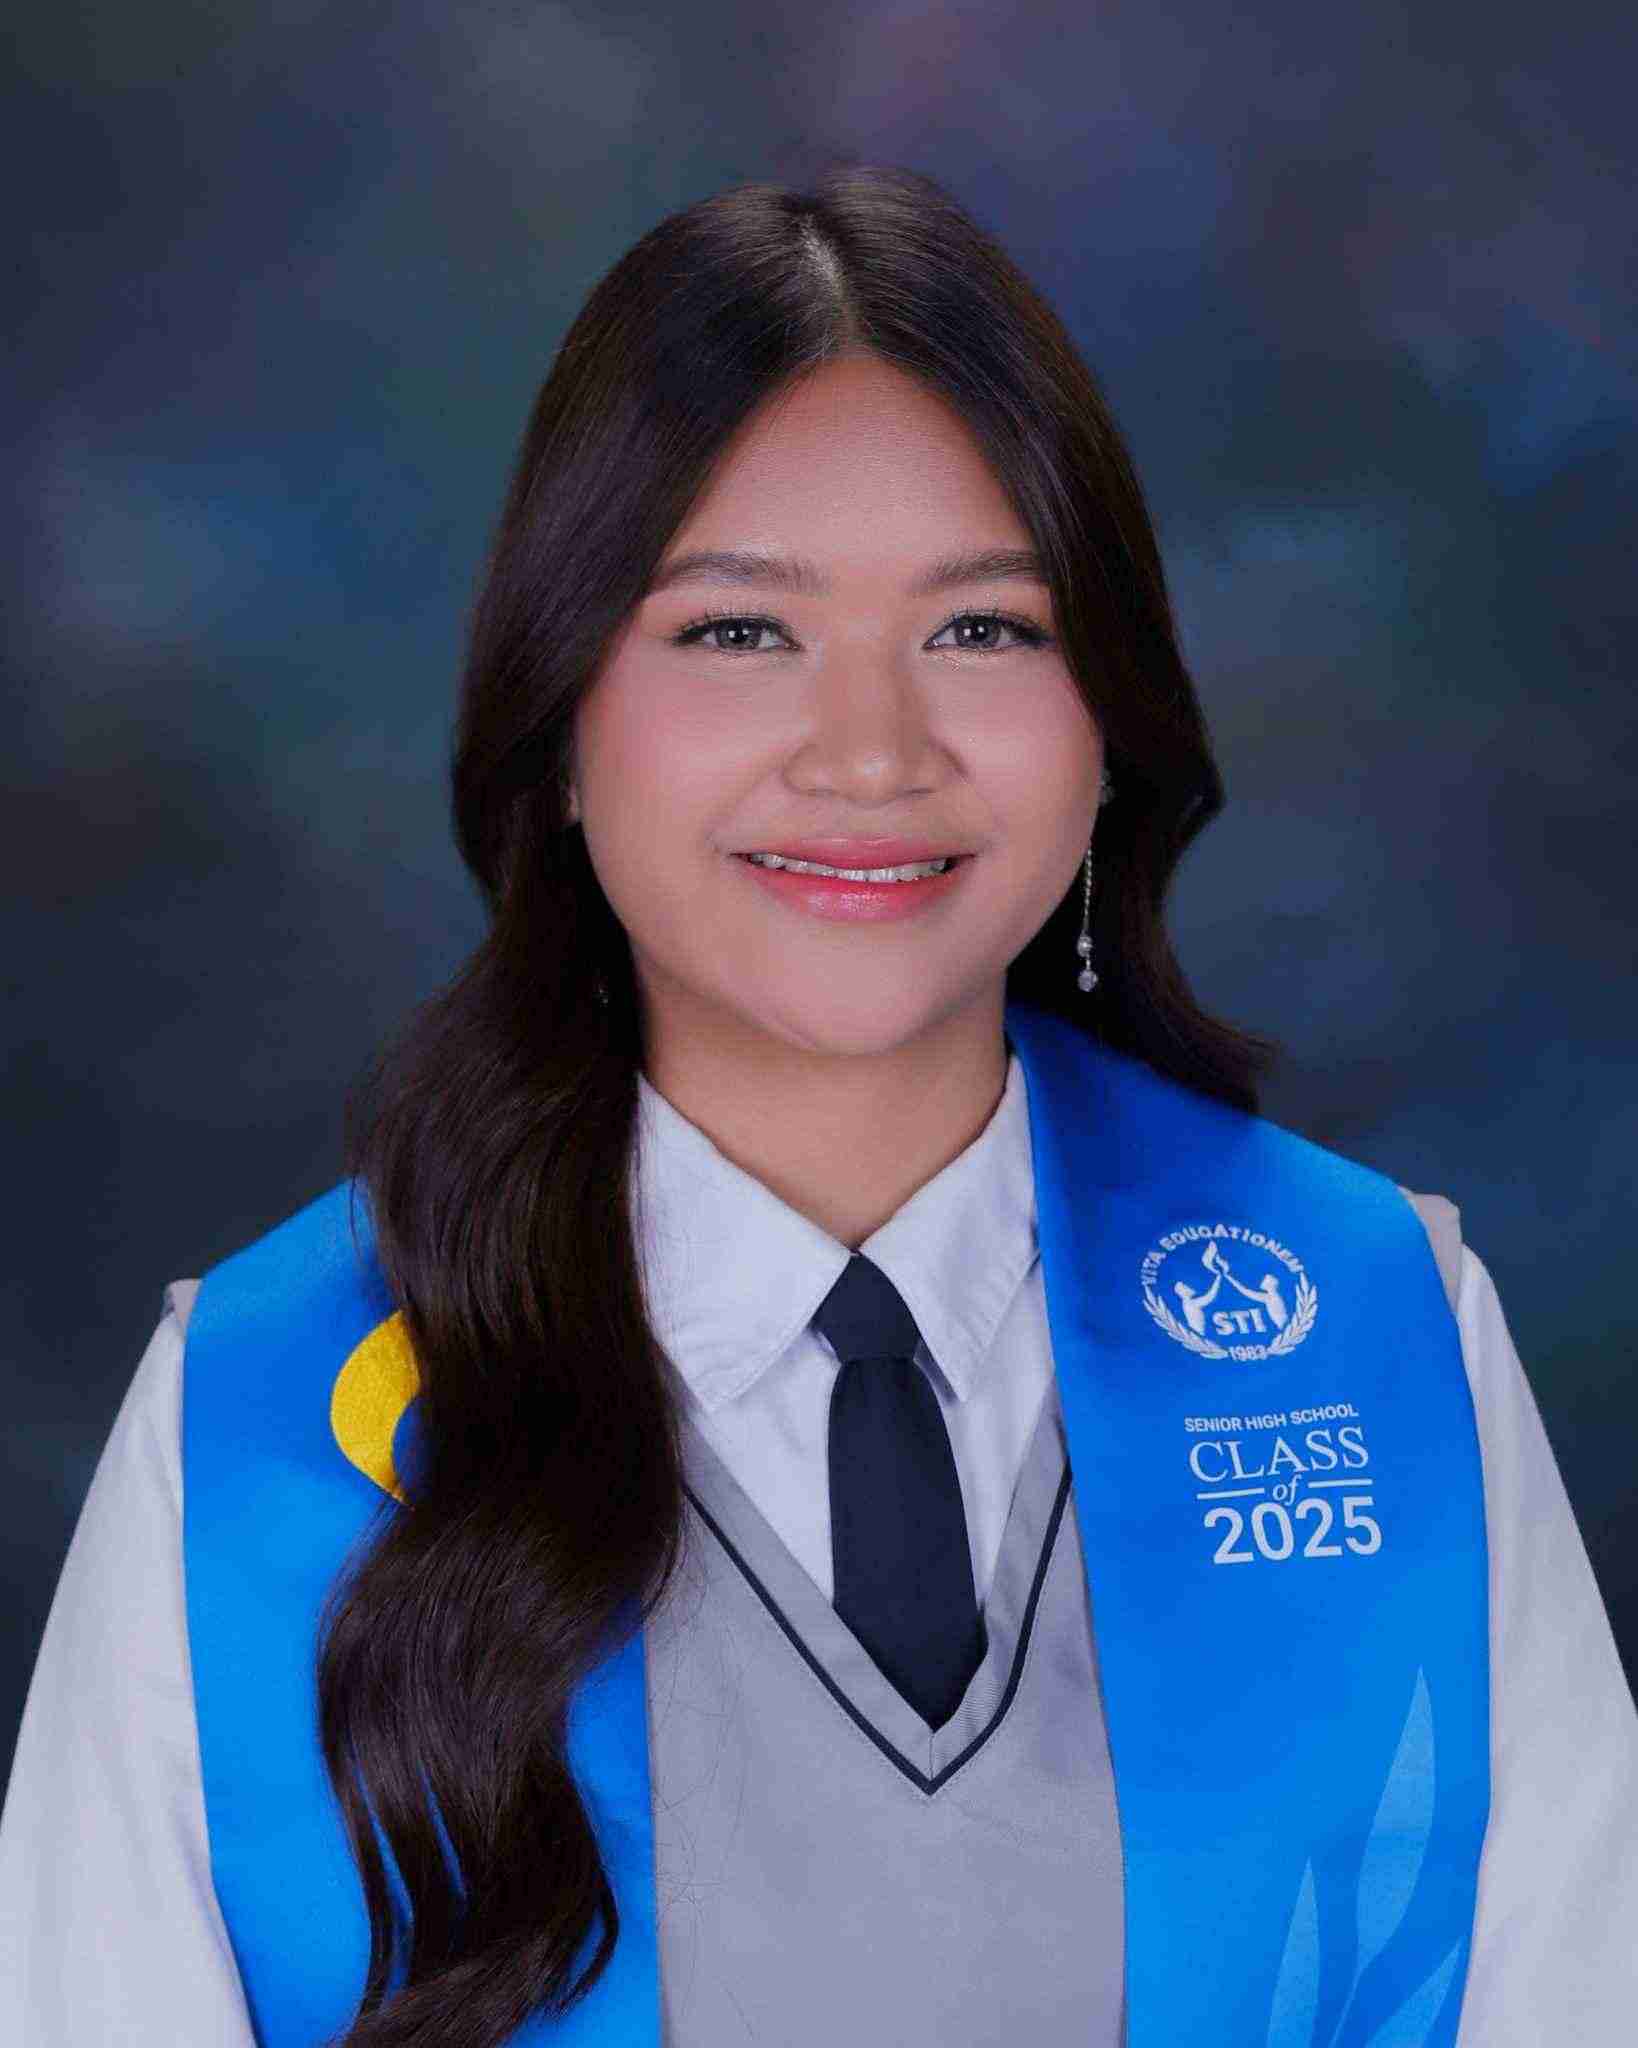 VITA EDUCATIONEM
STI
1983
SENIOR HIGH SCHOOL
CLASS
of
2025